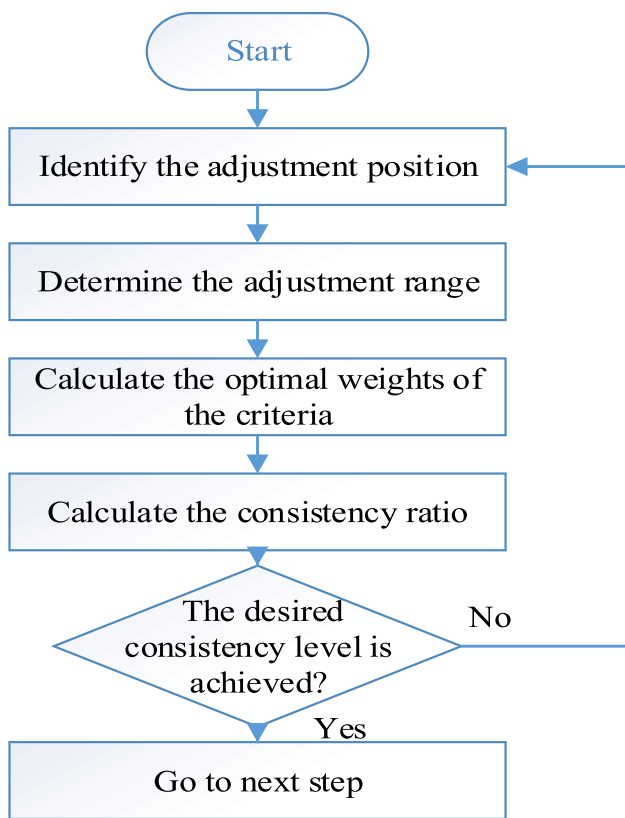 Start
Identify the adjustment position
Determine the adjustment range
Calculate the optimal weights of
the criteria
Calculate the consistency ratio
The desired
consistency level is
achieved?
No
Yes
Go to next step